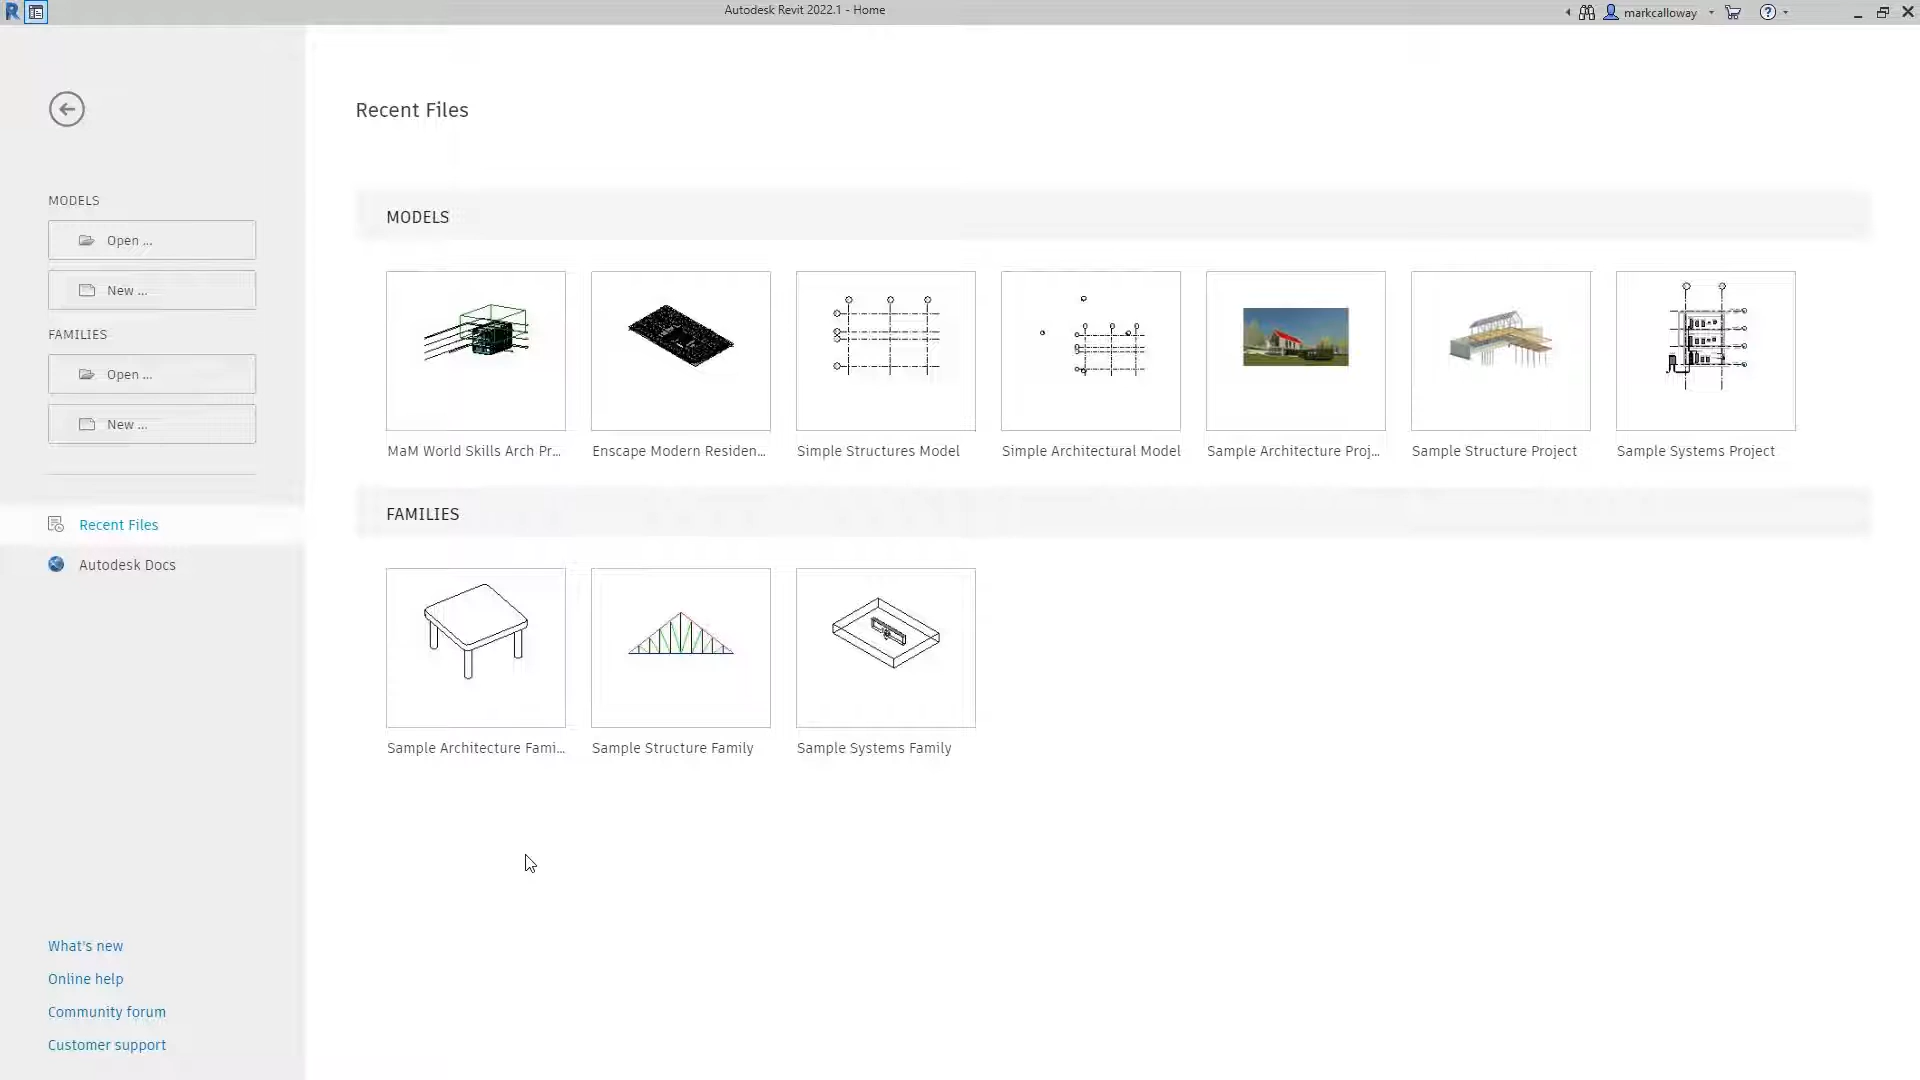 Autodesk Revit 2022.1 - Home
markcalloway
Recent Files
MODELS
Open ...
New ...
FAMILIES
Open ...
New ...
Recent Files
Autodesk Docs
MODELS
MaM World Skills Arch Pr...
Enscape Modern Residen...
Simple Structures Model
Simple Architectural Model
Sample Architecture Proj...
Sample Structure Project
Sample Systems Project
FAMILIES
Sample Architecture Fami...
Sample Structure Family
Sample Systems Family
What's new
Online help
Community forum
Customer support